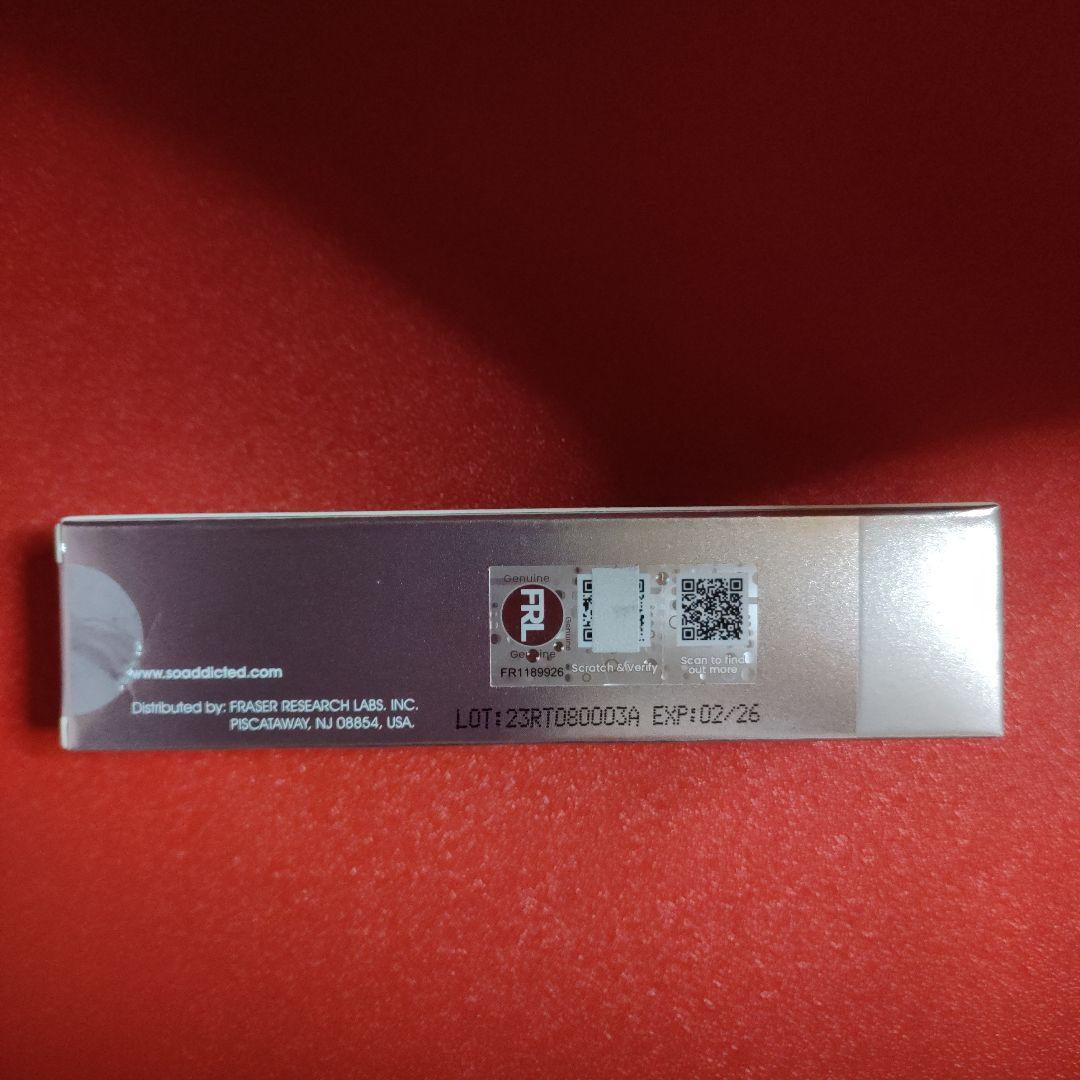 Genuine
FRL
Genuine
Genuine
FR1189926
Scratch & Verify
Scan to find
out more
www.soaddicted.com
Distributed by: FRASER RESEARCH LABS. INC.
PISCATAWAY, NJ 08854, USA.
LOT:23RT080003A EXP:02/26